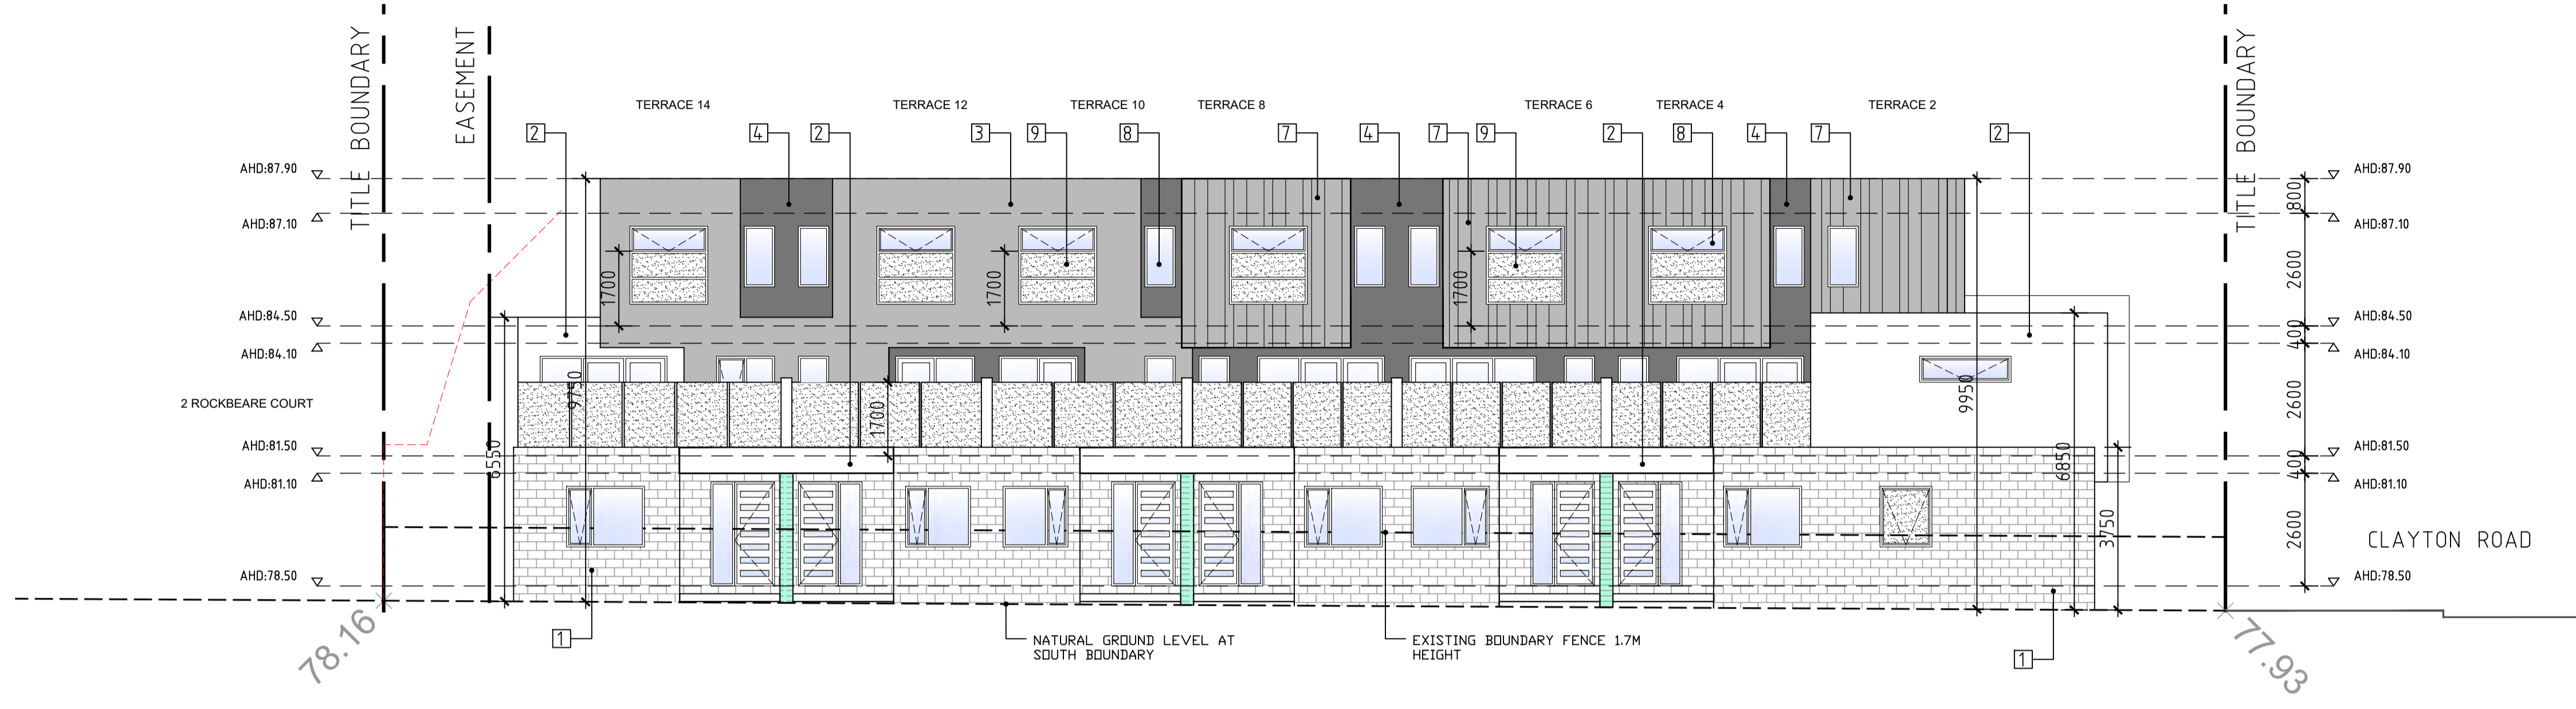 TITLE BOUNDARY
EASEMENT
TITLE BOUNDARY
TERRACE 14
TERRACE 12
TERRACE 10
TERRACE 8
TERRACE 6
TERRACE 4
TERRACE 2
2
4
2
3
9
8
7
4
7
9
2
8
4
7
2
AHD:87.90
AHD:87.10
AHD:84.50
AHD:84.10
2 ROCKBEARE COURT
AHD:81.50
AHD:81.10
AHD:78.50
1700
1700
1700
9750
1700
6550
9950
6850
3750
AHD:87.90
800
AHD:87.10
2600
AHD:84.50
400
AHD:84.10
2600
AHD:81.50
400
AHD:81.10
2600
CLAYTON ROAD
AHD:78.50
78.16
1
NATURAL GROUND LEVEL AT
SOUTH BOUNDARY
EXISTING BOUNDARY FENCE 1.7M
HEIGHT
1
77.93